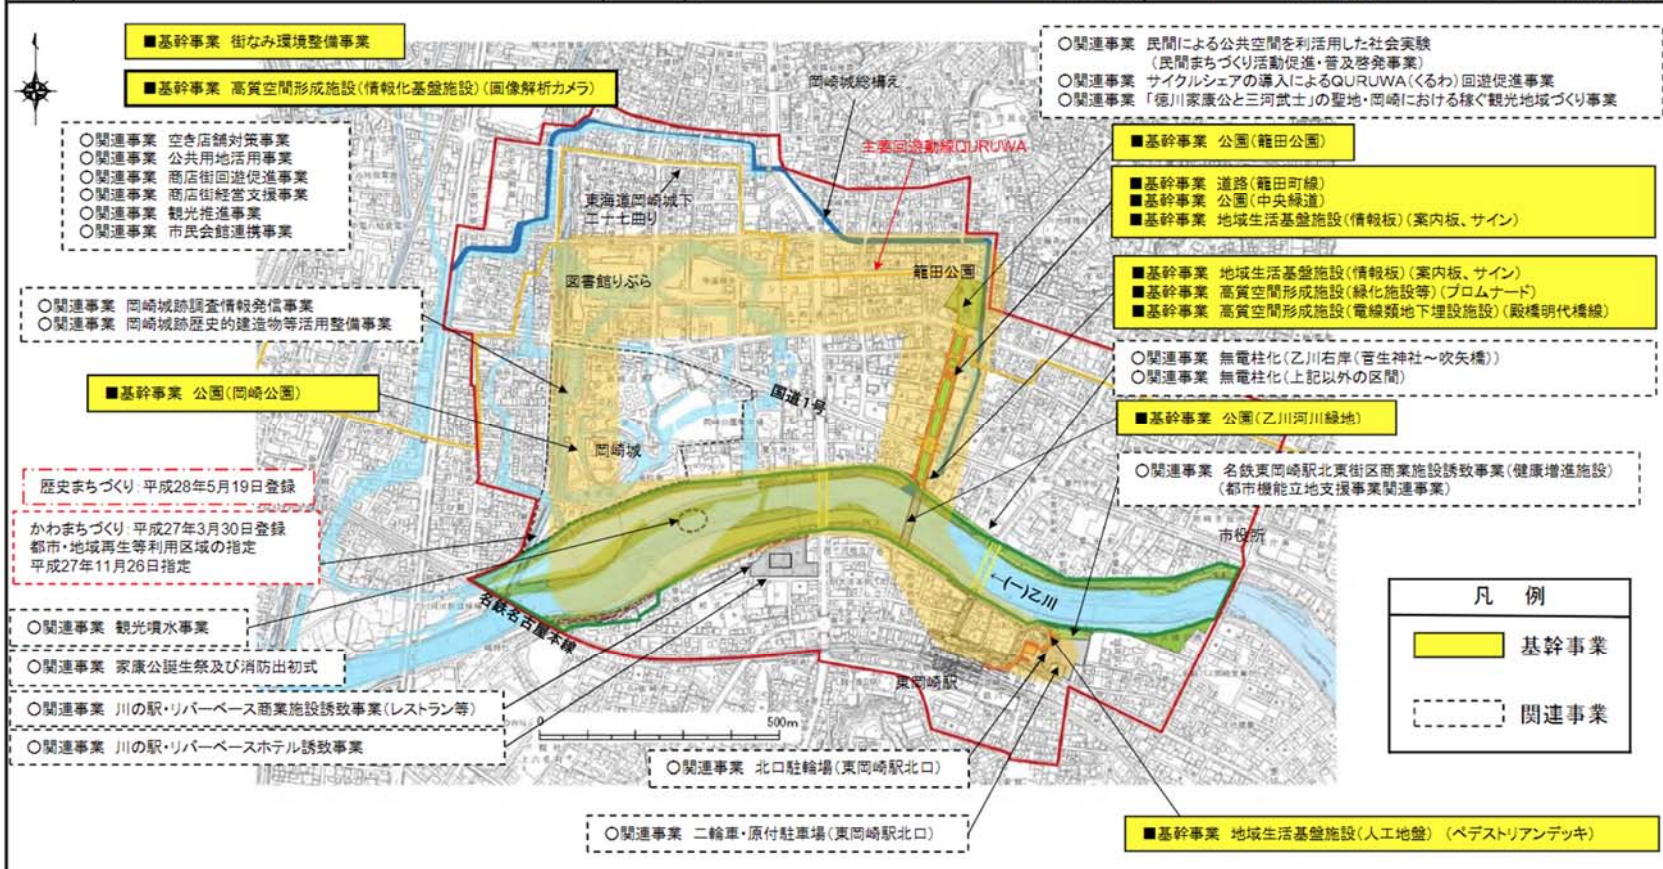 ■基幹事業 街なみ環境整備事業
■基幹事業 高質空間形成施設(情報化基盤施設)(画像解析カメラ)
○関連事業 空き店舗対策事業
○関連事業 公共用地活用事業
○関連事業 商店街回遊促進事業
○関連事業 商店街経営支援事業
○関連事業 観光推進事業
○関連事業 市民会館連携事業
○関連事業 岡崎城跡調査情報発信事業
○関連事業 岡崎城跡歴史的建造物等活用整備事業
■基幹事業 公園(岡崎公園)
歴史まちづくり:平成28年5月19日登録
かわまちづくり:平成27年3月30日登録
都市・地域再生等利用区域の指定
平成27年11月26日指定
○関連事業 観光噴水事業
○関連事業 家康公誕生祭及び消防出初式
○関連事業 川の駅・リバーベース商業施設誘致事業(レストラン等)
○関連事業 川の駅・リバーベースホテル誘致事業
岡崎城総構え
主要回遊動線QURUWA
東海道岡崎城下
二十七曲り
図書館りぶら
籠田公園
国道1号
岡崎城
名鉄名古屋本線
(一)乙川
市役所
東岡崎駅
0
500m
○関連事業 民間による公共空間を利活用した社会実験
(民間まちづくり活動促進・普及啓発事業)
○関連事業 サイクルシェアの導入によるQURUWA(くるわ)回遊促進事業
○関連事業 「徳川家康公と三河武士」の聖地・岡崎における稼ぐ観光地域づくり事業
■基幹事業 公園(籠田公園)
■基幹事業 道路(籠田町線)
■基幹事業 公園(中央緑道)
■基幹事業 地域生活基盤施設(情報板)(案内板、サイン)
■基幹事業 地域生活基盤施設(情報板)(案内板、サイン)
■基幹事業 高質空間形成施設(緑化施設等)(プロムナード)
■基幹事業 高質空間形成施設(電線類地下埋設施設)(殿橋明代橋線)
○関連事業 無電柱化(乙川右岸(菅生神社～吹矢橋))
○関連事業 無電柱化(上記以外の区間)
■基幹事業 公園(乙川河川緑地)
○関連事業 名鉄東岡崎駅北東街区商業施設誘致事業(健康増進施設)
(都市機能立地支援事業関連事業)
凡 例
基幹事業
関連事業
○関連事業 北口駐輪場(東岡崎駅北口)
○関連事業 二輪車・原付駐車場(東岡崎駅北口)
■基幹事業 地域生活基盤施設(人工地盤) (ペデストリアンデッキ)